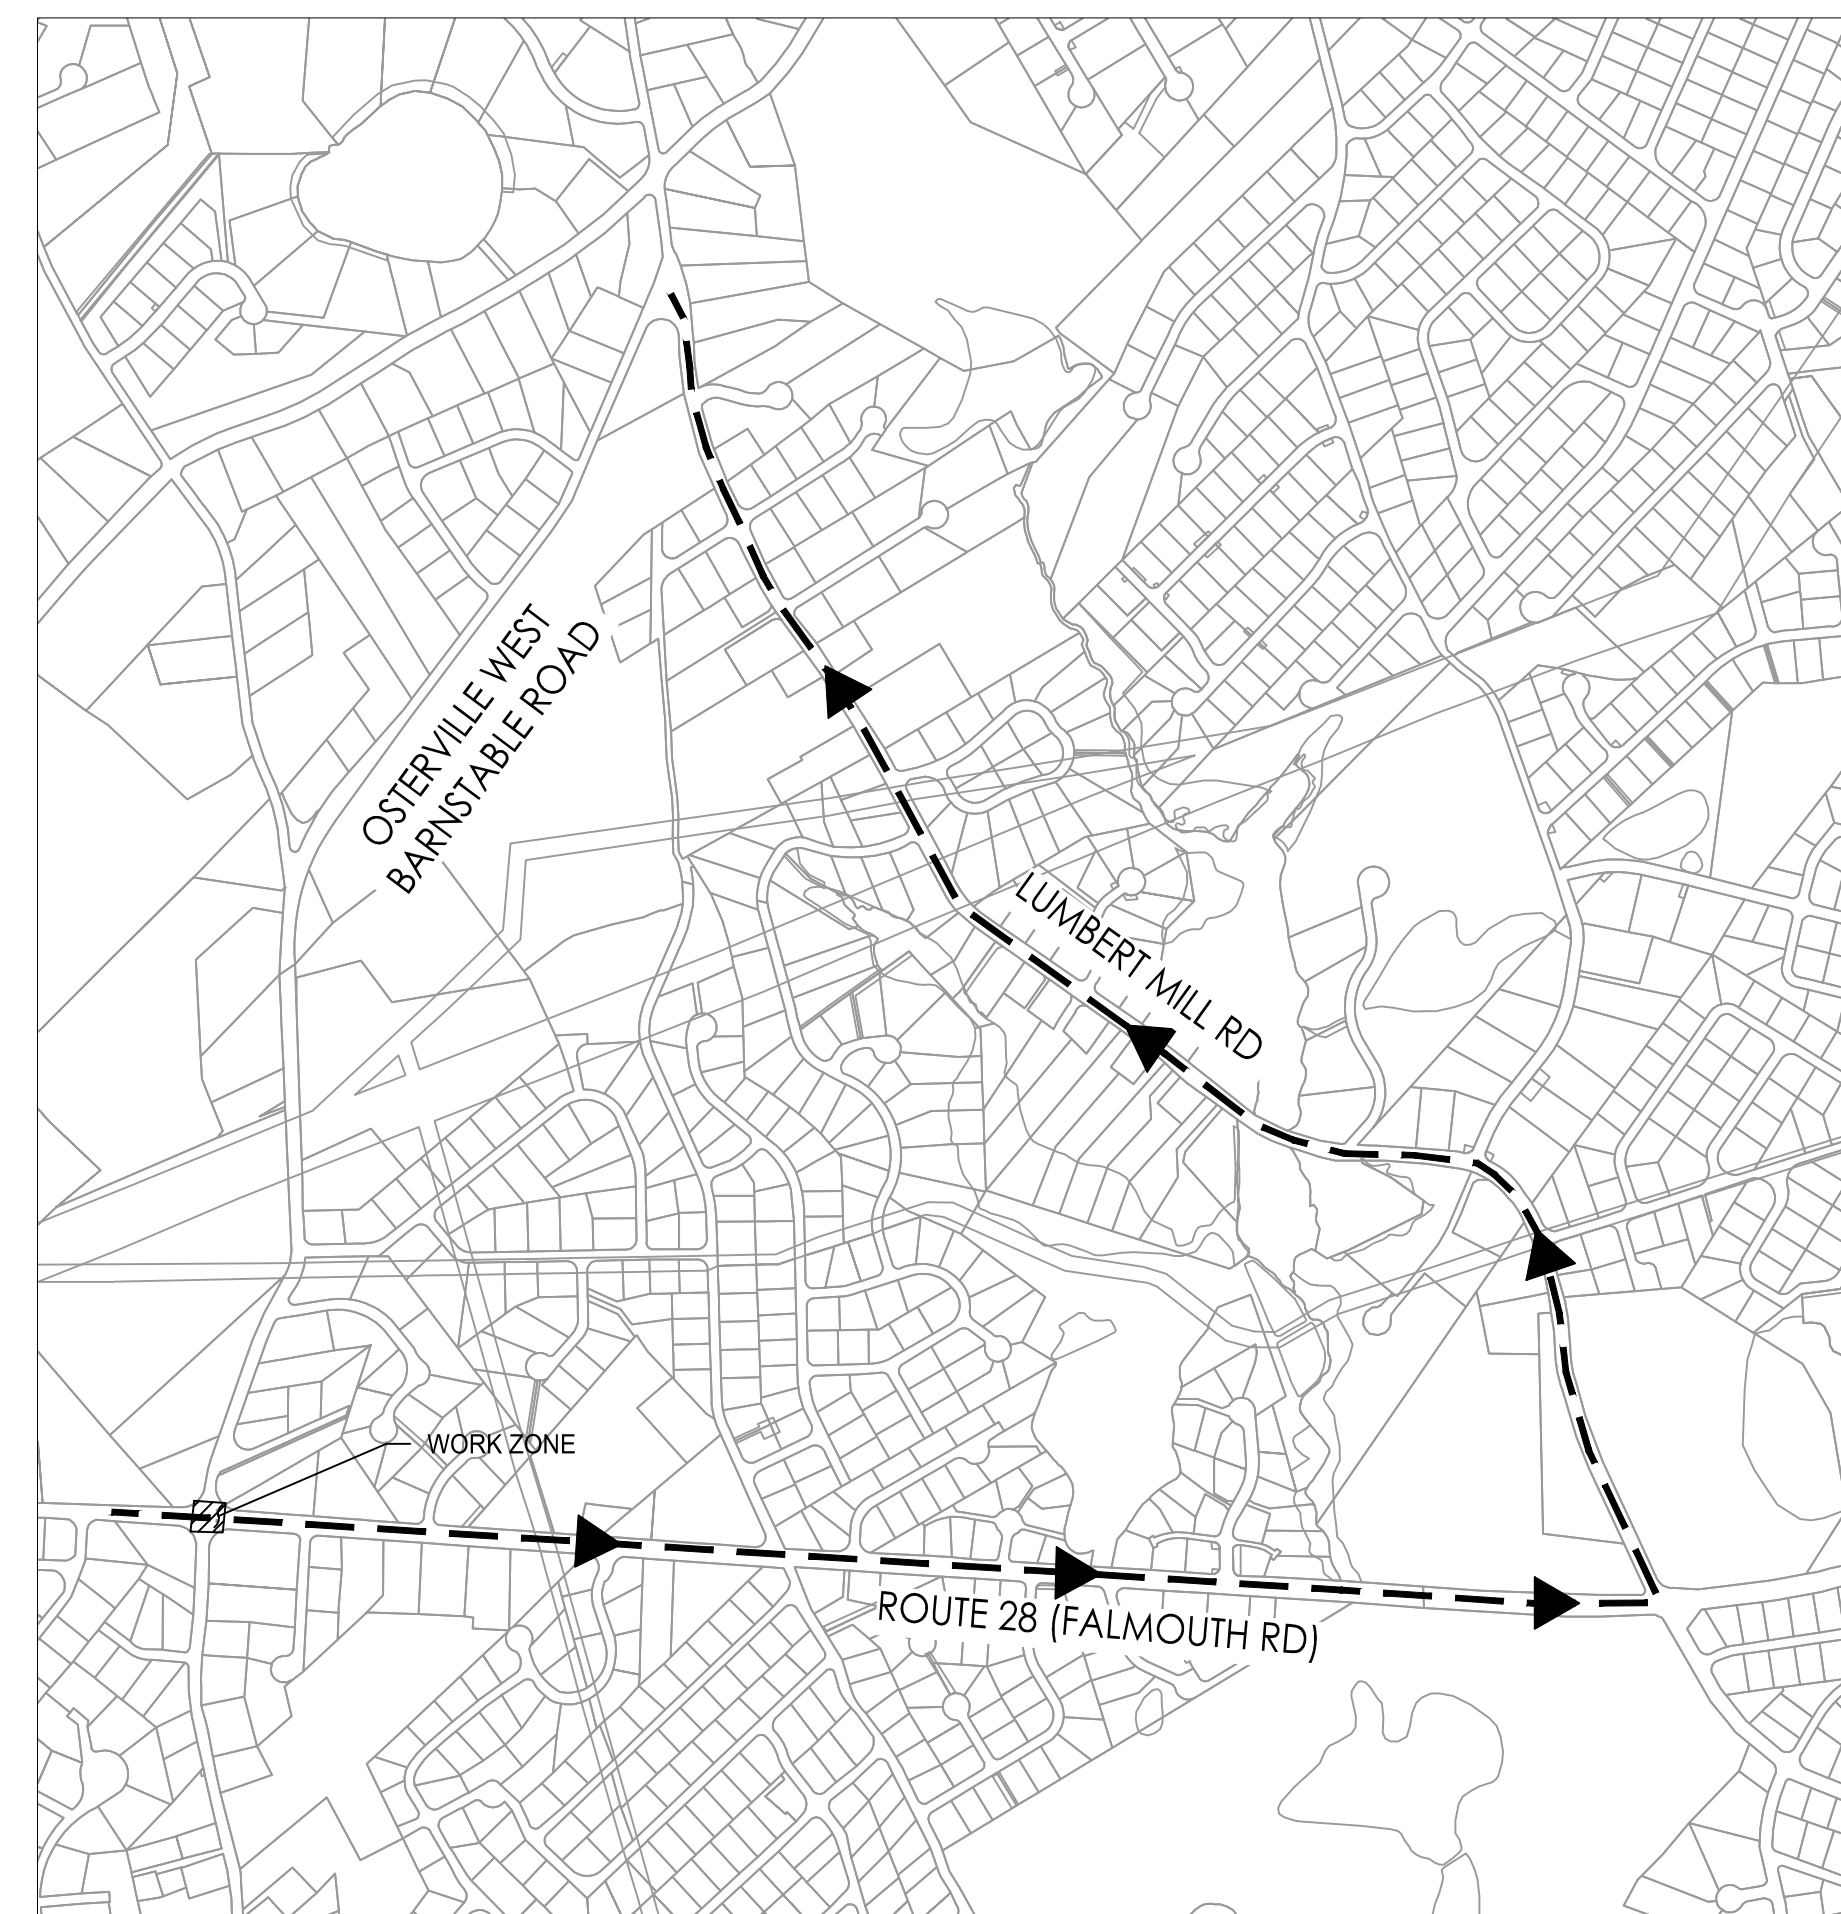 OSTERVILLE WEST
BARNSTABLE ROAD
LUMBERT MILL RD
WORK ZONE
ROUTE 28 (FALMOUTH RD)